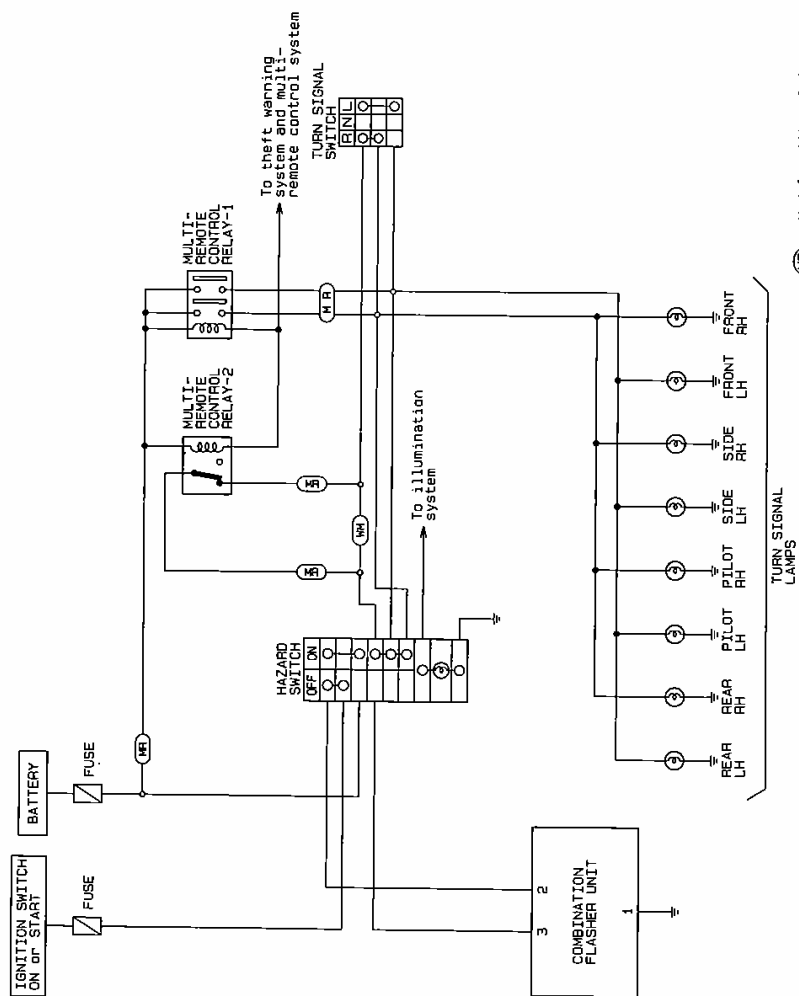 IGNITION SWITCH
ON or START
FUSE
BATTERY
FUSE
MR
HAZARD
SWITCH
OFF
ON
MULTI-
REMOTE
CONTROL
RELAY-2
MULTI-
REMOTE
CONTROL
RELAY-1
To theft warning
system and multi-
remote control system
TURN SIGNAL
SWITCH
R
N
L
MR
MR
WM
MR
To illumination
system
COMBINATION
FLASHER UNIT
3
2
1
REAR
LH
REAR
RH
PILOT
LH
PILOT
RH
SIDE
LH
SIDE
RH
FRONT
LH
FRONT
RH
TURN SIGNAL
LAMPS